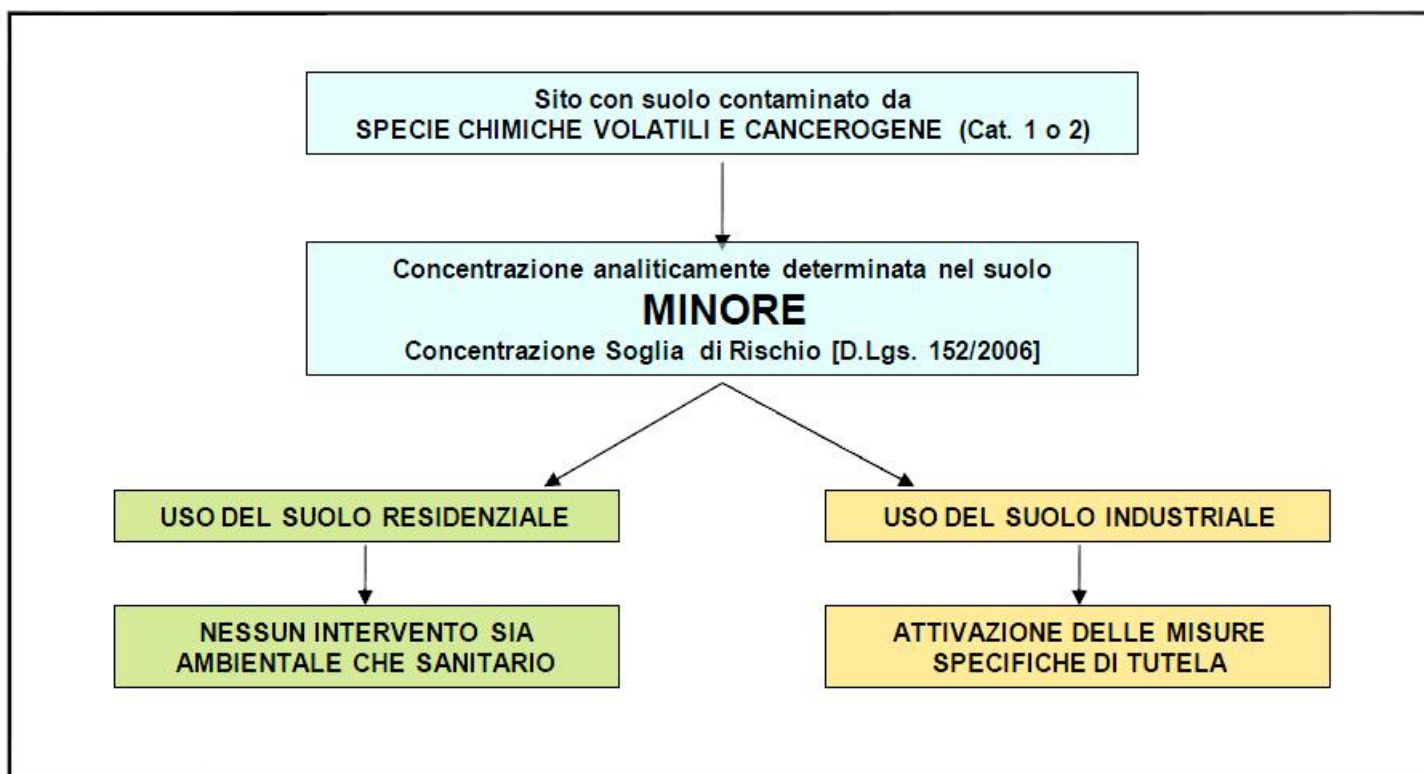 Sito con suolo contaminato da
SPECIE CHIMICHE VOLATILI E CANCEROGENE (Cat. 1 o 2)
Concentrazione analiticamente determinata nel suolo
MINORE
Concentrazione Soglia di Rischio [D.Lgs. 152/2006]
USO DEL SUOLO RESIDENZIALE
USO DEL SUOLO INDUSTRIALE
NESSUN INTERVENTO SIA
AMBIENTALE CHE SANITARIO
ATTIVAZIONE DELLE MISURE
SPECIFICHE DI TUTELA